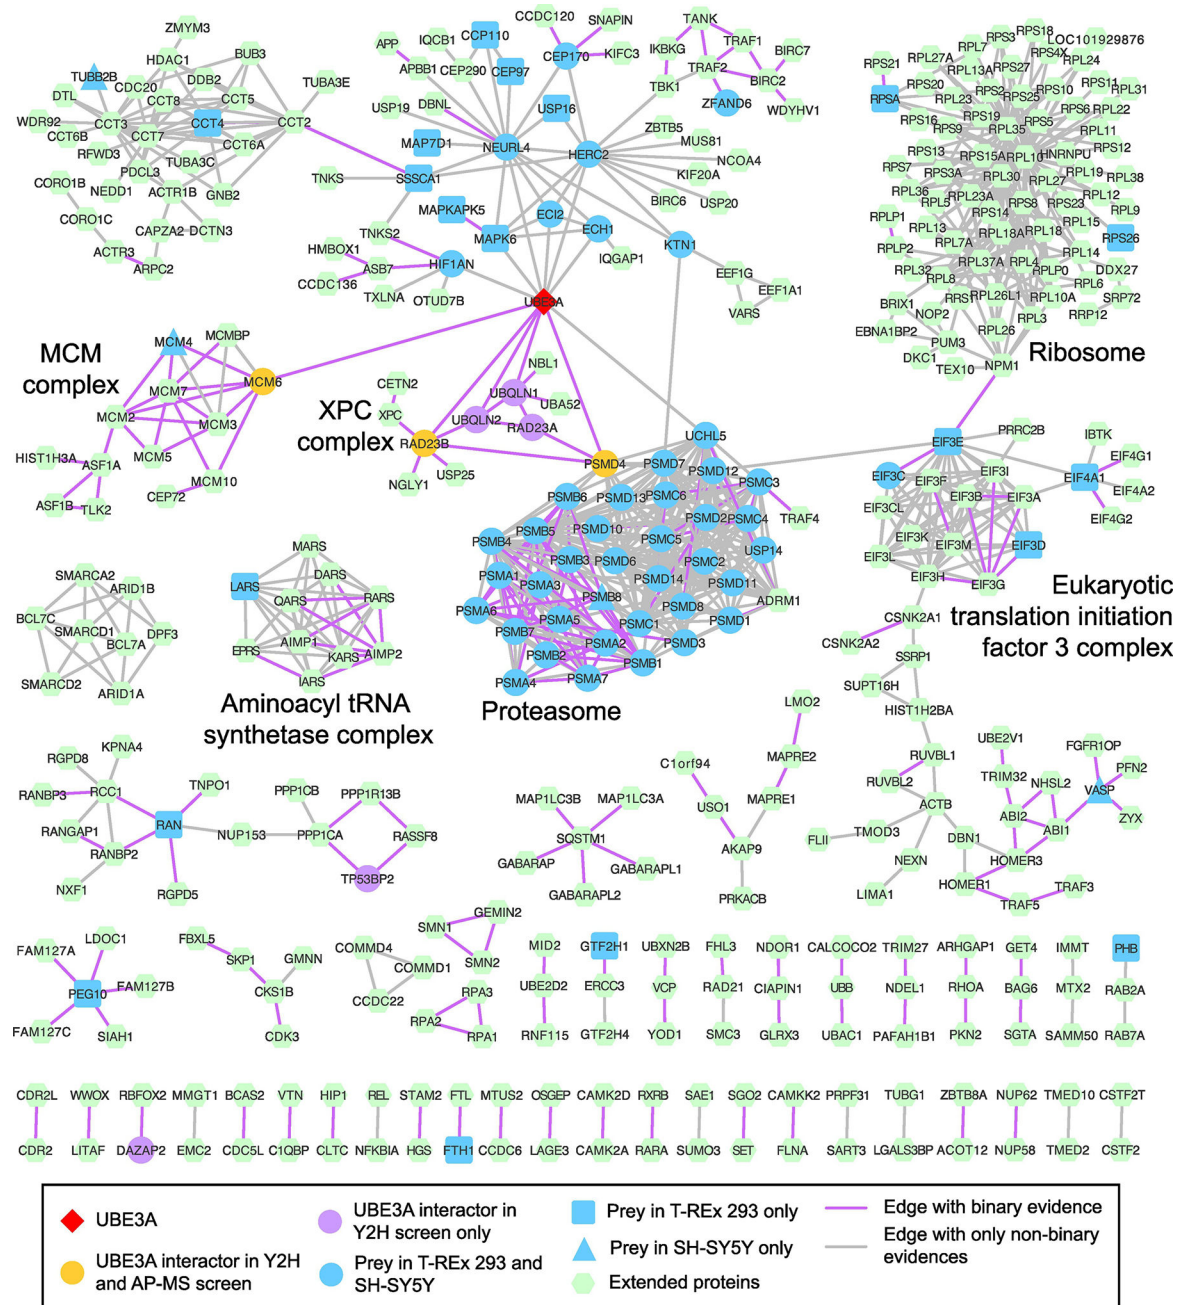 ZMYM3
HDAC1
BUB3
TUBB2B
CDC20
DDB2
TUBA3E
DTL
CCT8
CCT5
WDR92
CCT3
CCT4
CCT2
CCT6B
CCT7
CCT6A
RFWD3
TUBA3C
PDCL3
CORO1B
NEDD1
ACTR1B
GNB2
CORO1C
CAPZA2
DCTN3
ACTR3
ARPC2
CCDC120
SNAPIN
APP
IQCB1
CCP110
CEP170
KIFC3
APBB1
CEP290
CEP97
USP19
DBNL
USP16
MAP7D1
NEURL4
HERC2
TNKS
SSSCA1
MAPKAPK5
ECI2
TNKS2
MAPK6
ECH1
KTN1
HMBOX1
ASB7
HIF1AN
IQGAP1
CCDC136
TXLNA
OTUD7B
UBE3A
TANK
IKBKG
TRAF1
BIRC7
TRAF2
BIRC2
TBK1
ZFAND6
WDYHV1
ZBTB5
MUS81
NCOA4
KIF20A
BIRC6
USP20
EEF1G
EEF1A1
VARS
RPS3
RPS18
LOC101929876
RPL7
RPS4X
RPS21
RPL27A
RPL24
RPL13A
RPS27
RPSA
RPS20
RPS2
RPS10
RPS11
RPL31
RPL23
RPS25
RPS6
RPL22
RPS16
RPS19
RPS5
RPS9
RPL35
RPL11
RPS12
RPS13
RPS15A
RPL10
HNRNPU
RPS7
RPS3A
RPL30
RPL19
RPL38
RPL36
RPL23A
RPL27
RPL12
RPL5
RPS8
RPS23
RPL9
RPLP1
RPS14
RPL15
RPL13
RPL18A
RPL18
RPS26
RPLP2
RPL7A
RPL14
RPL32
RPL37A
RPL4
RPLP0
DDX27
RPL8
RPL6
RRS1
RPL26L1
RPL10A
SRP72
BRIX1
NOP2
RPL3
RRP12
EBNA1BP2
RPL26
PUM3
DKC1
TEX10
NPM1
Ribosome
MCM
complex
MCM4
MCMBP
MCM7
MCM6
MCM2
MCM3
HIST1H3A
ASF1A
MCM5
MCM10
CEP72
ASF1B
TLK2
XPC
complex
CETN2
XPC
RAD23B
NGLY1
USP25
NBL1
UBQLN1
UBA52
UBQLN2
RAD23A
PSMD4
UCHL5
PSMD7
PSMD12
PSMC3
PSMB6
PSMD13
PSMC6
TRAF4
PSMB5
PSMD10
PSMD2
PSMC4
PSMB4
PSMC5
USP14
PSMB3
PSMD6
PSMC2
PSMA1
PSMA3
PSMD14
PSMD11
PSMB8
ADRM1
PSMA6
PSMA5
PSMD8
PSMB7
PSMC1
PSMD1
PSMA2
PSMD3
PSMB2
PSMB1
PSMA4
PSMA7
Proteasome
EIF3E
PRRC2B
IBTK
EIF3C
EIF3F
EIF3I
EIF4A1
EIF4G1
EIF3CL
EIF3B
EIF3A
EIF4A2
EIF4G2
EIF3K
EIF3L
EIF3M
EIF3D
EIF3H
EIF3G
Eukaryotic
translation initiation
factor 3 complex
CSNK2A1
CSNK2A2
SSRP1
SUPT16H
HIST1H2BA
RUVBL1
RUVBL2
ACTB
FLII
TMOD3
DBN1
NEXN
LIMA1
HOMER1
HOMER3
TRAF5
TRAF3
UBE2V1
TRIM32
NHSL2
ABI2
ABI1
FGFR1OP
PFN2
VASP
ZYX
SMARCA2
ARID1B
BCL7C
SMARCD1
DPF3
BCL7A
SMARCD2
ARID1A
MARS
LARS
DARS
QARS
RARS
AIMP1
EPRS
KARS
AIMP2
IARS
Aminoacyl tRNA
synthetase complex
KPNA4
RGPD8
RANBP3
RCC1
TNPO1
RANGAP1
RAN
RANBP2
NUP153
NXF1
RGPD5
PPP1CB
PPP1R13B
PPP1CA
RASSF8
TP53BP2
MAP1LC3B
MAP1LC3A
SQSTM1
GABARAP
GABARAPL1
GABARAPL2
LMO2
C1orf94
MAPRE2
USO1
MAPRE1
AKAP9
PRKACB
FAM127A
LDOC1
PEG10
FAM127B
FAM127C
SIAH1
FBXL5
SKP1
GMNN
CKS1B
CDK3
COMMD4
COMMD1
CCDC22
GEMIN2
SMN1
SMN2
RPA3
RPA2
RPA1
MID2 GTF2H1 UBXN2B FHL3 NDOR1 CALCOCO2 TRIM27 ARHGAP1 GET4 IMMT PHB
UBE2D2 ERCC3 VCP RAD21 CIAPIN1 UBB NDEL1 RHOA BAG6 MTX2 RAB2A
RNF115 GTF2H4 YOD1 SMC3 GLRX3 UBAC1 PAFAH1B1 PKN2 SGTA SAMM50 RAB7A
CDR2L WWOX RBFOX2 MMGT1 BCAS2 VTN HIP1 REL STAM2 FTL MTUS2 OSGEP CAMK2D RXRB SAE1 SGO2 CAMKK2 PRPF31 TUBG1 ZBTB8A NUP62 TMED10 CSTF2T
CDR2 LITAF DAZAP2 EMC2 CDC5L C1QBP CLTC NFKBIA HGS FTH1 CCDC6 LAGE3 CAMK2A RARA SUMO3 SET FLNA SART3 LGALS3BP ACOT12 NUP58 TMED2 CSTF2
UBE3A
UBE3A interactor in Y2H
and AP-MS screen
UBE3A interactor in
Y2H screen only
Prey in T-REx 293 and
SH-SY5Y
Prey in T-REx 293 only
Prey in SH-SY5Y only
Extended proteins
Edge with binary evidence
Edge with only non-binary
evidences